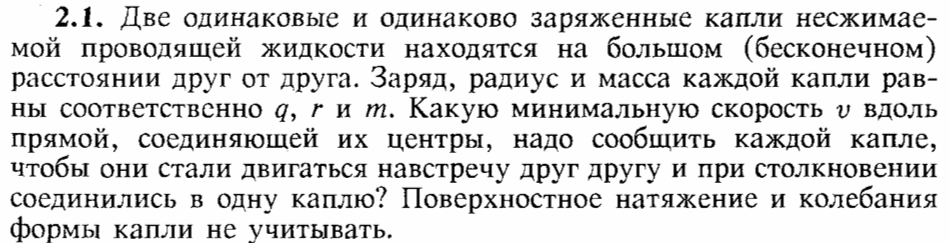 2.1. Две одинаковые и одинаково заряженные капли несжимае-
мой проводящей жидкости находятся на большом (бесконечном)
расстоянии друг от друга. Заряд, радиус и масса каждой капли рав-
ны соответственно q, r и m. Какую минимальную скорость v вдоль
прямой, соединяющей их центры, надо сообщить каждой капле,
чтобы они стали двигаться навстречу друг другу и при столкновении
соединились в одну каплю? Поверхностное натяжение и колебания
формы капли не учитывать.